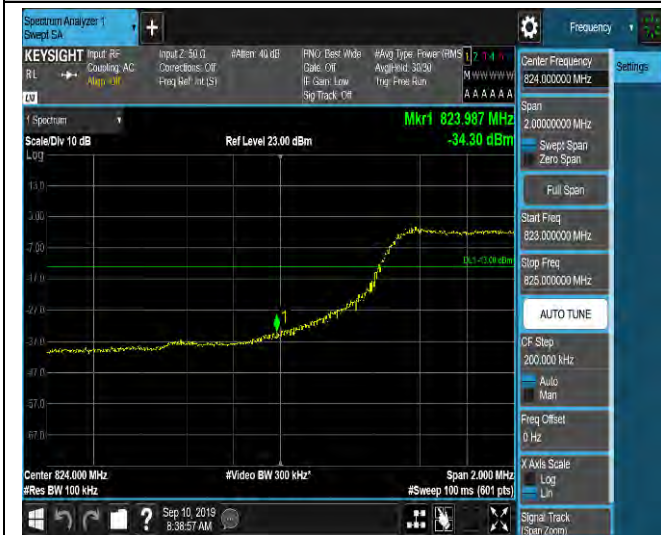 Spectrum Analyzer 1
Swept SA
+
Frequency
KEYSIGHT
Input: RF
Input Z: 50 Ω
#Atten: 40 dB
PNO: Best Wide
#Avg Type: Power (RMS
RL
Coupling: AC
Corrections: Off
Gate: Off
Avg|Hold: 30/30
Align: Off
Freq Ref: Int (S)
IF Gain: Low
Trig: Free Run
Sig Track: Off
M W W W W W
A A A A A A
1 Spectrum
Mkr1 823.987 MHz
Scale/Div 10 dB
Ref Level 23.00 dBm
-34.30 dBm
Log
13.0
3.00
-7.00
DL1 -13.00 dBm
-17.0
-27.0
1
-37.0
-47.0
-57.0
-67.0
Center 824.000 MHz
#Video BW 300 kHz*
Span 2.000 MHz
#Res BW 100 kHz
#Sweep 100 ms (601 pts)
?
Sep 10, 2019
8:38:57 AM
Center Frequency
824.000000 MHz
Settings
Span
2.00000000 MHz
Swept Span
Zero Span
Full Span
Start Freq
823.000000 MHz
Stop Freq
825.000000 MHz
AUTO TUNE
CF Step
200.000 kHz
Auto
Man
Freq Offset
0 Hz
X Axis Scale
Log
Lin
Signal Track
(Span Zoom)